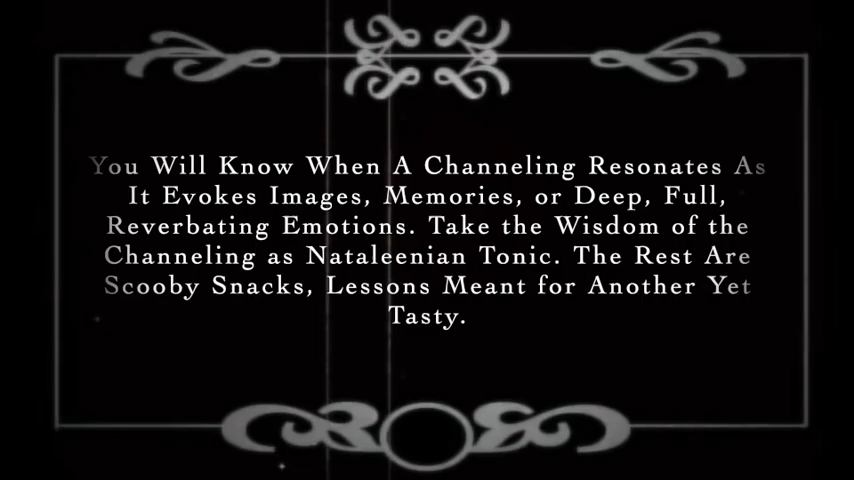 You Will Know When A Channeling Resonates As
It Evokes Images, Memories, or Deep, Full,
Reverbating Emotions. Take the Wisdom of the
Channeling as Nataleenian Tonic. The Rest Are
Scooby Snacks, Lessons Meant for Another Yet
Tasty.